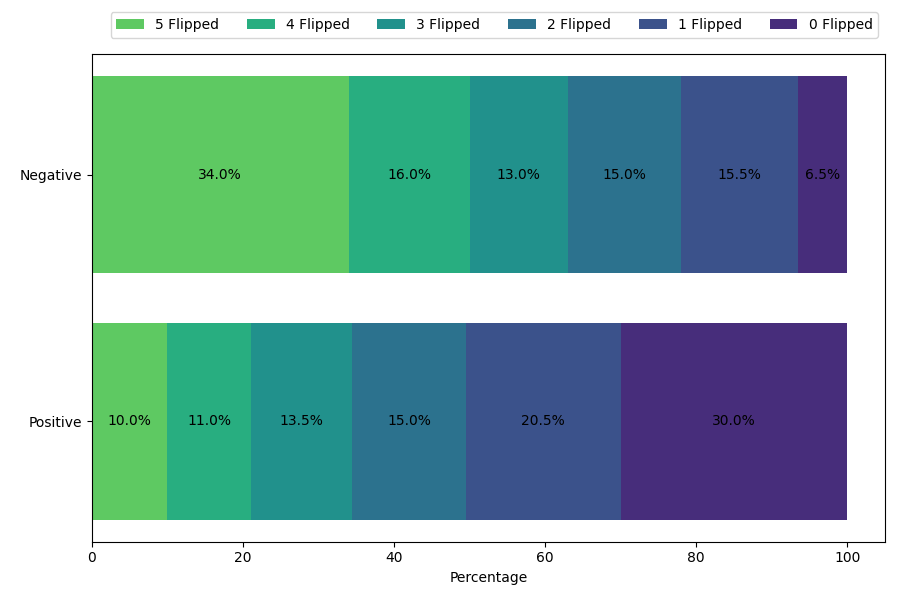 5 Flipped 4 Flipped 3 Flipped 2 Flipped 1 Flipped 0 Flipped
Negative 34.0% 16.0% 13.0% 15.0% 15.5% 6.5%
Positive 10.0% 11.0% 13.5% 15.0% 20.5% 30.0%
0 20 40 60 80 100
Percentage